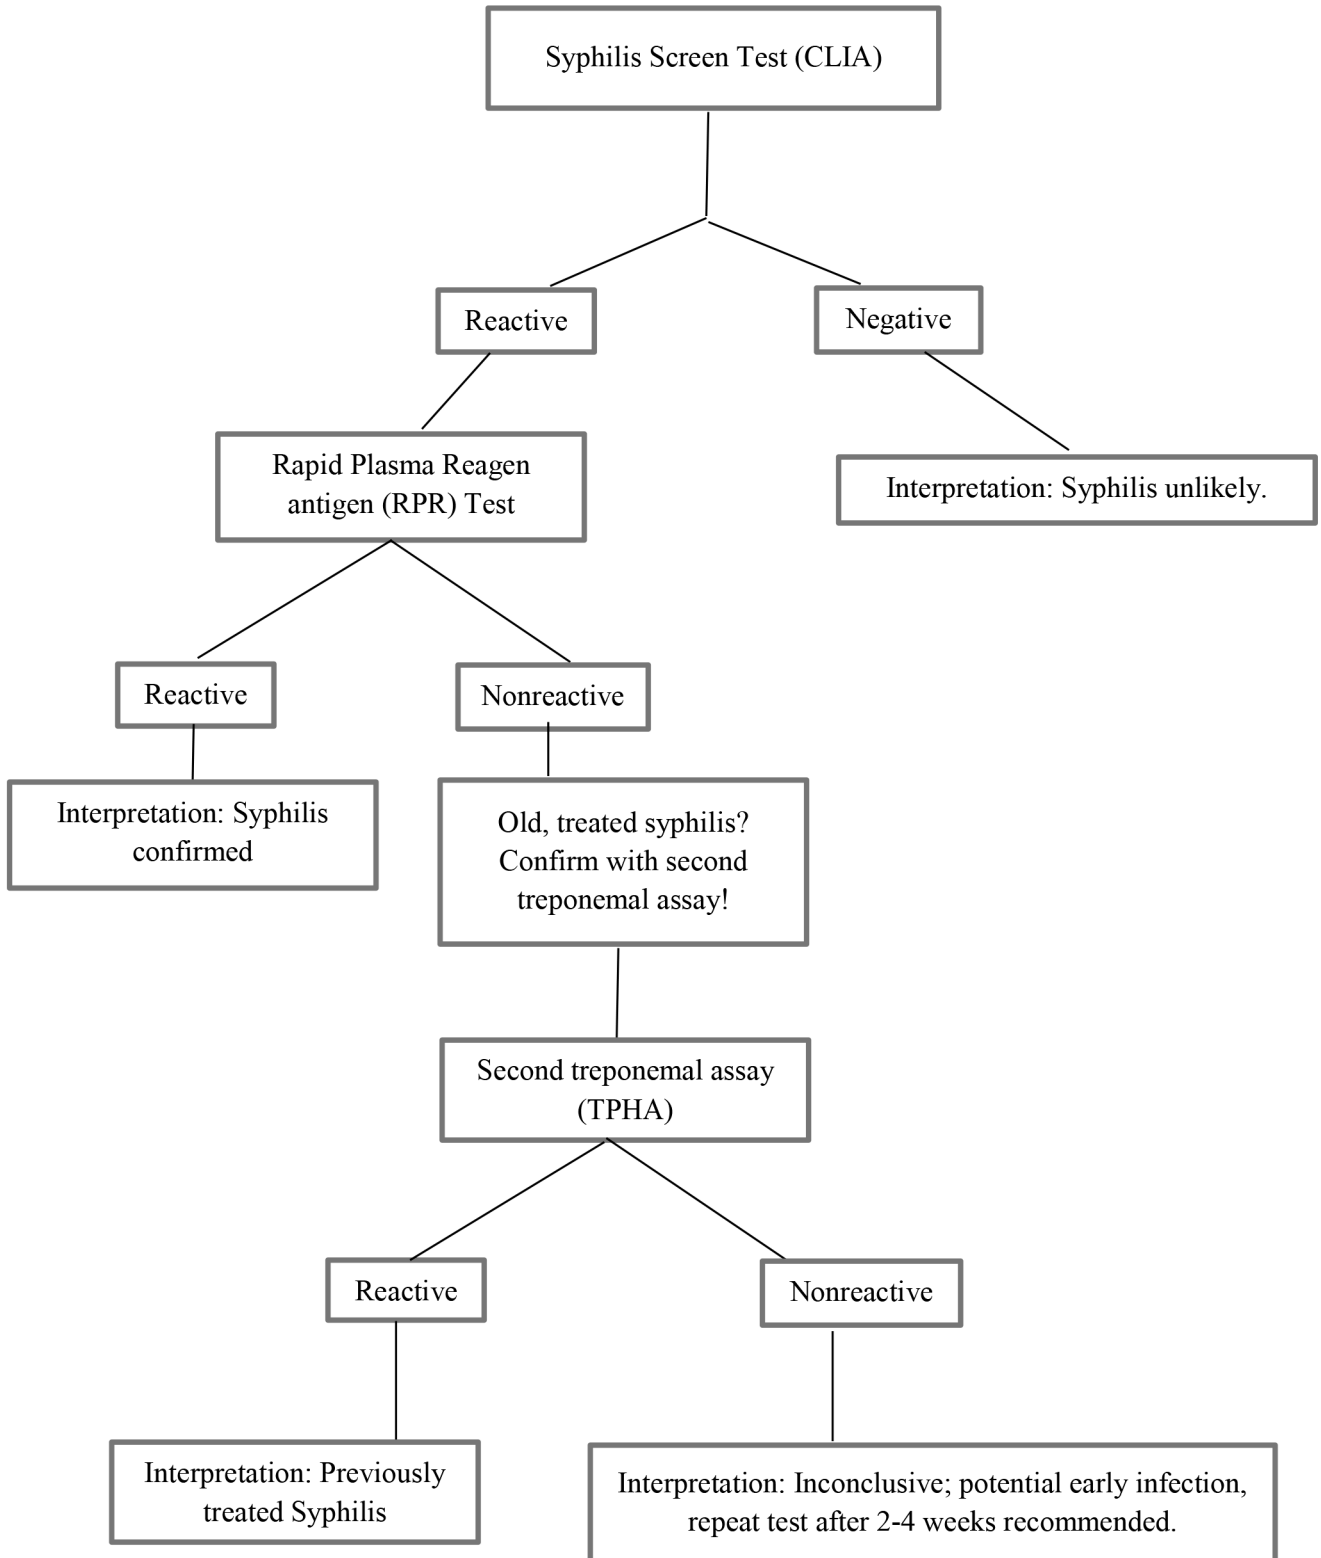 Syphilis Screen Test (CLIA)
Reactive
Negative
Rapid Plasma Reagen
antigen (RPR) Test
Interpretation: Syphilis unlikely.
Reactive
Nonreactive
Interpretation: Syphilis
confirmed
Old, treated syphilis?
Confirm with second
treponemal assay!
Second treponemal assay
(TPHA)
Reactive
Nonreactive
Interpretation: Previously
treated Syphilis
Interpretation: Inconclusive; potential early infection,
repeat test after 2-4 weeks recommended.